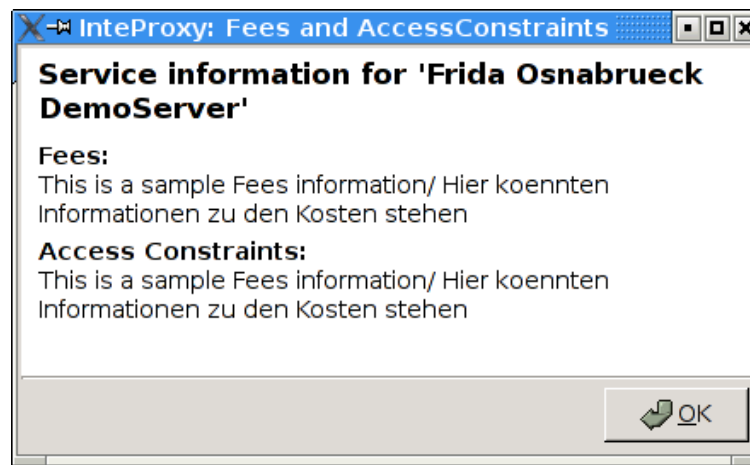 InteProxy: Fees and AccessConstraints
Service information for 'Frida Osnabrueck
DemoServer'
Fees:
This is a sample Fees information/ Hier koennten
Informationen zu den Kosten stehen
Access Constraints:
This is a sample Fees information/ Hier koennten
Informationen zu den Kosten stehen
OK